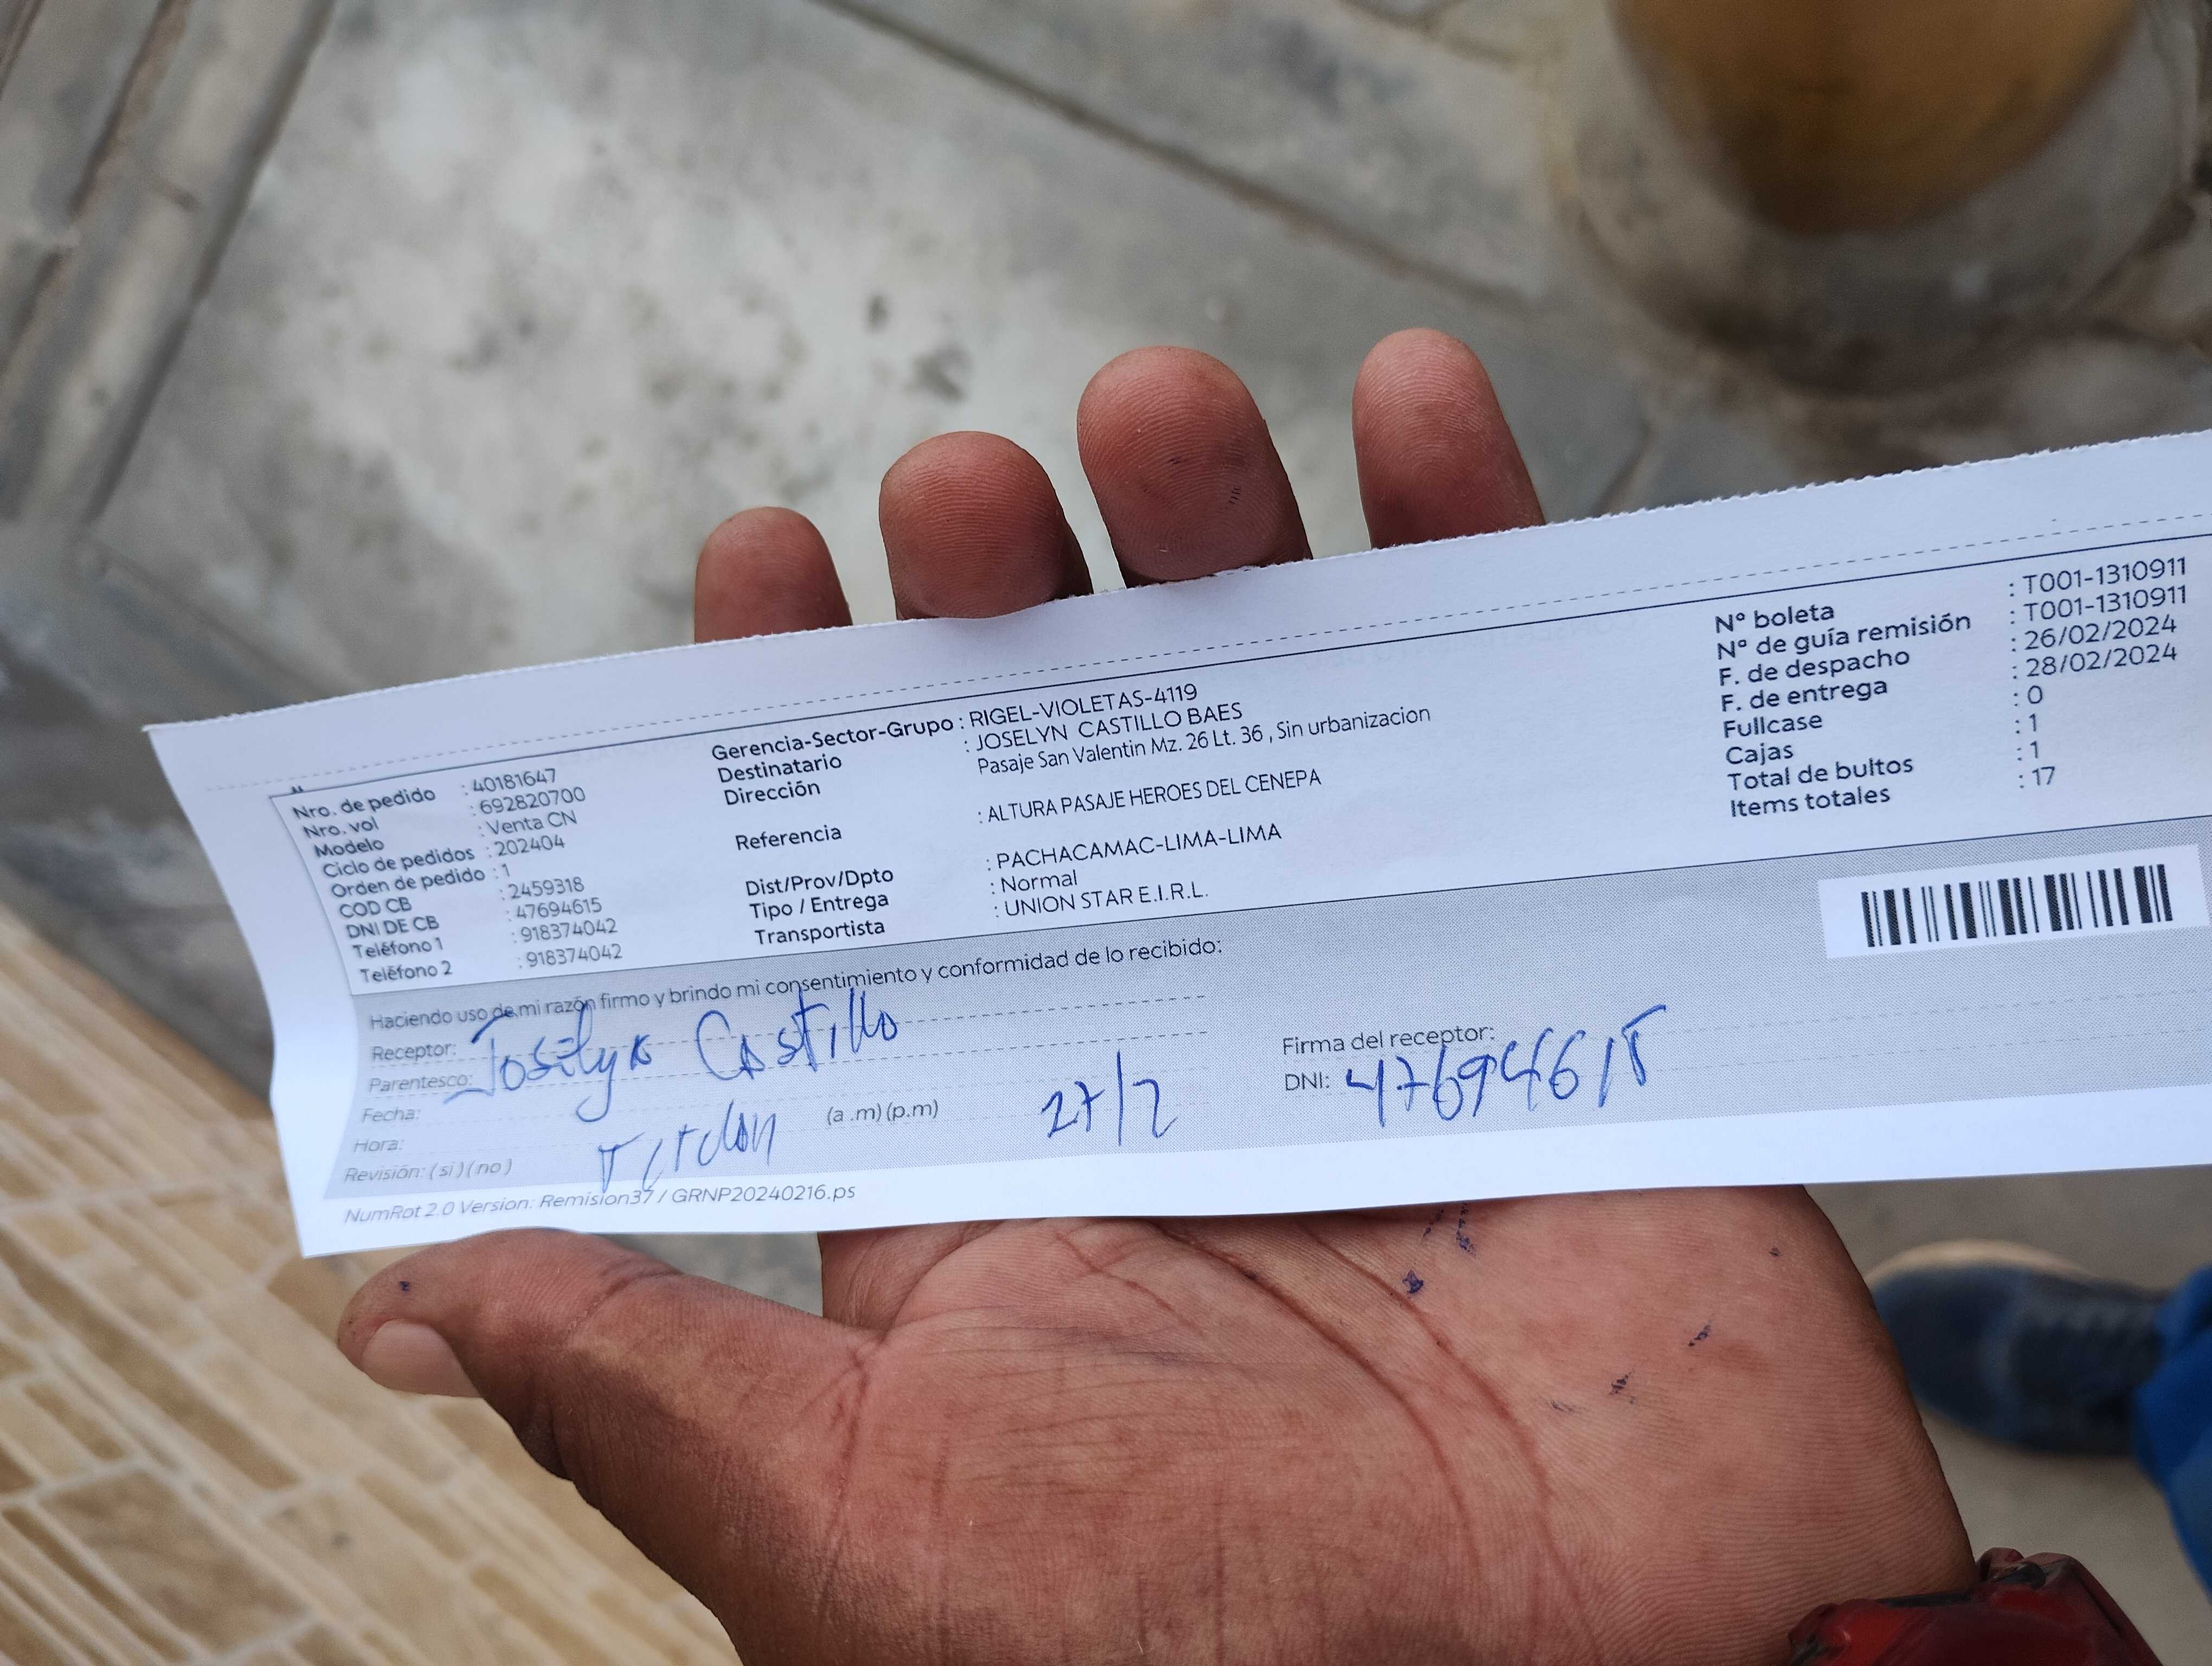 Nro. de pedido : 40181647
Nro. vol : 692820700
Modelo : Venta CN
Ciclo de pedidos : 202404
Orden de pedido : 1
COD CB : 2459318
DNI DE CB : 47694615
Teléfono 1 : 918374042
Teléfono 2 : 918374042
Gerencia-Sector-Grupo : RIGEL-VIOLETAS-4119
Destinatario : JOSELYN CASTILLO BAES
Dirección Pasaje San Valentin Mz. 26 Lt. 36 , Sin urbanizacion
Referencia : ALTURA PASAJE HEROES DEL CENEPA
Dist/Prov/Dpto : PACHACAMAC-LIMA-LIMA
Tipo / Entrega : Normal
Transportista : UNION STAR E.I.R.L.
N° boleta : T001-1310911
N° de guía remisión : T001-1310911
F. de despacho : 26/02/2024
F. de entrega : 28/02/2024
Fullcase : 0
Cajas : 1
Total de bultos : 1
Items totales : 17
Haciendo uso de mi razón firmo y brindo mi consentimiento y conformidad de lo recibido:
Receptor: Joselyn Castillo
Parentesco:
Fecha:
Hora: (a .m) (p.m) 27/2
Revisión: ( si ) ( no )
Firma del receptor:
DNI: 47694615
NumRot 2.0 Version: Remision37 / GRNP20240216.ps